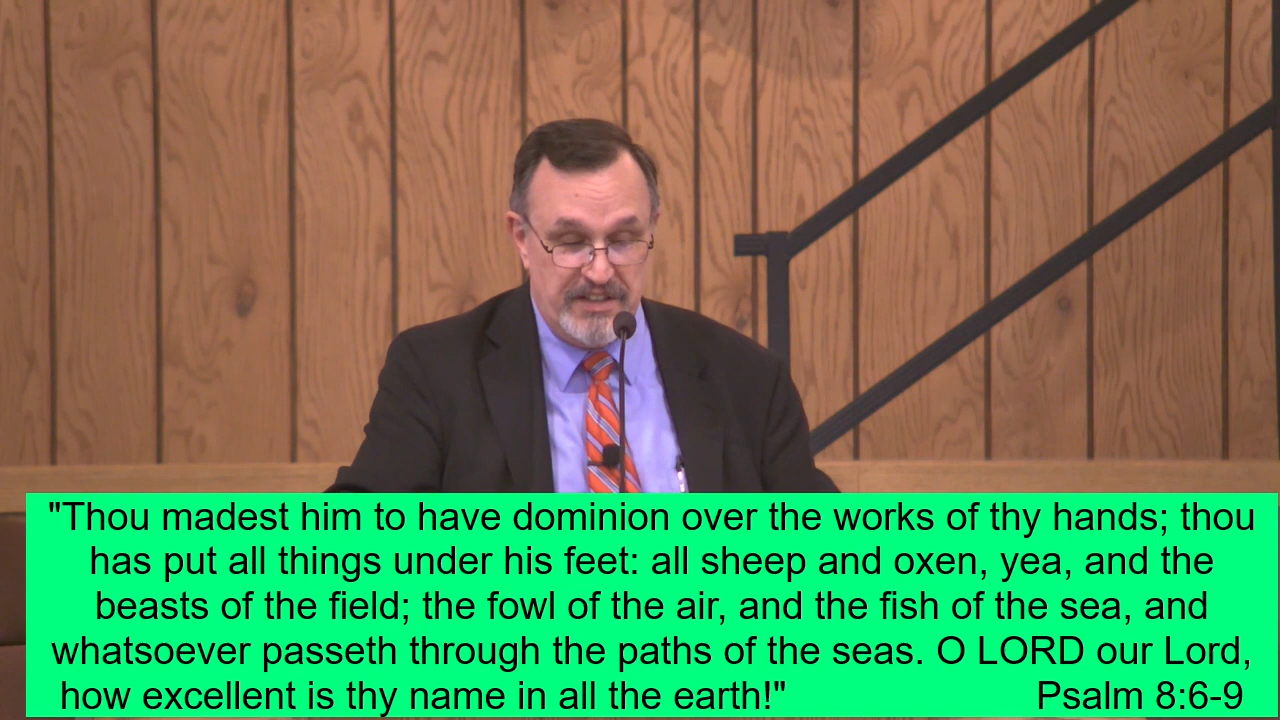 "Thou madest him to have dominion over the works of thy hands; thou
has put all things under his feet: all sheep and oxen, yea, and the
beasts of the field; the fowl of the air, and the fish of the sea, and
whatsoever passeth through the paths of the seas. O LORD our Lord,
how excellent is thy name in all the earth!" Psalm 8:6-9